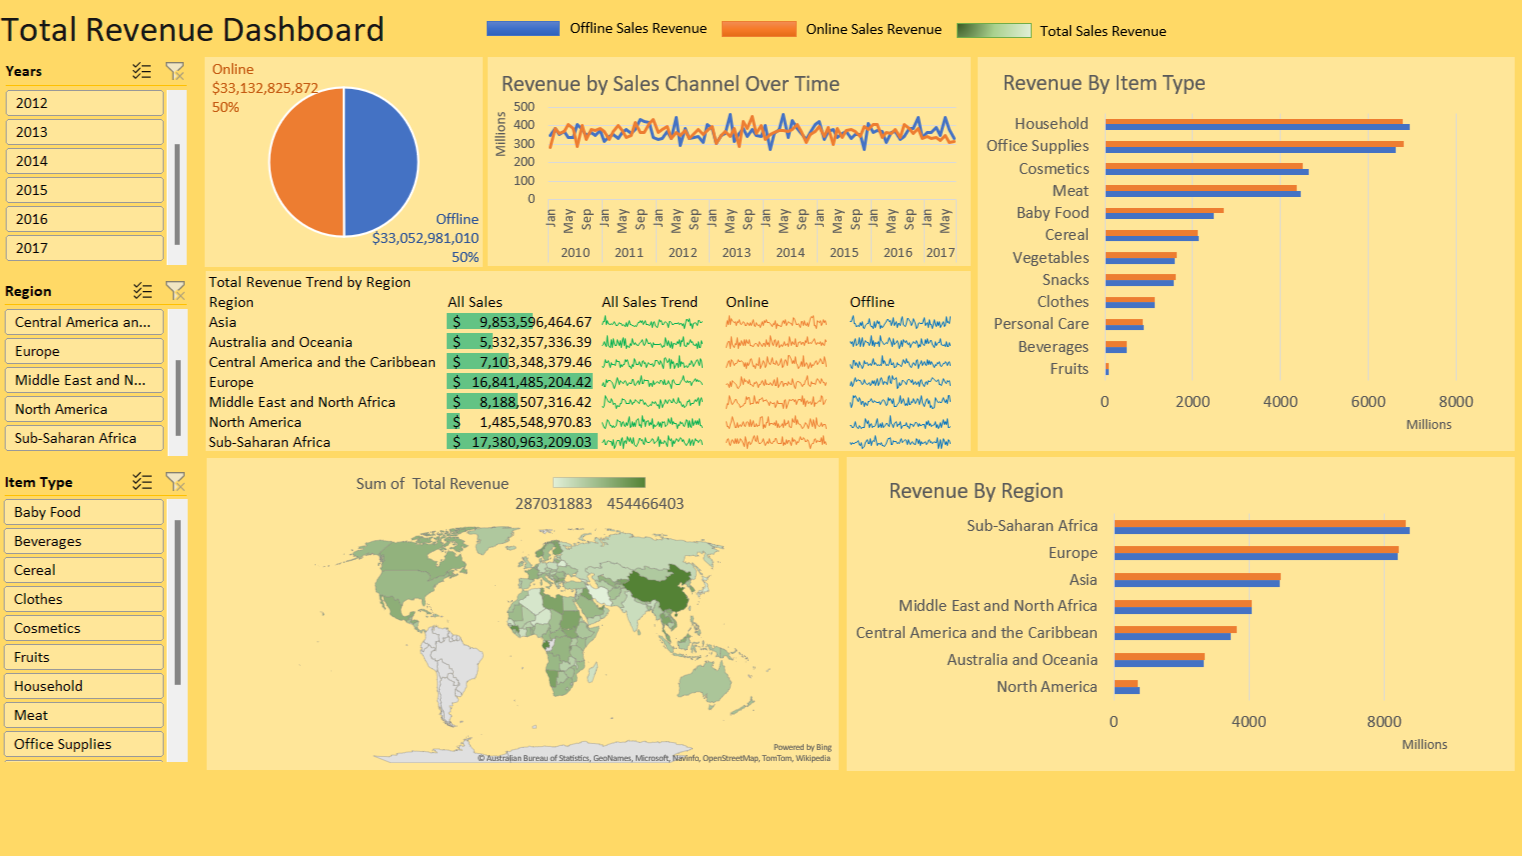 Total Revenue Dashboard
Offline Sales Revenue
Online Sales Revenue
Total Sales Revenue
Years
2012
2013
2014
2015
2016
2017
Region
Central America an...
Europe
Middle East and N...
North America
Sub-Saharan Africa
Item Type
Baby Food
Beverages
Cereal
Clothes
Cosmetics
Fruits
Household
Meat
Office Supplies
Online
$33,132,825,872
50%
Offline
$33,052,981,010
50%
Revenue by Sales Channel Over Time
Millions
500
400
300
200
100
0
Jan May Sep Jan May Sep Jan May Sep Jan May Sep Jan May Sep Jan May Sep Jan May Sep Jan May
2010 2011 2012 2013 2014 2015 2016 2017
Revenue By Item Type
Household
Office Supplies
Cosmetics
Meat
Baby Food
Cereal
Vegetables
Snacks
Clothes
Personal Care
Beverages
Fruits
0 2000 4000 6000 8000
Millions
Total Revenue Trend by Region
Region All Sales All Sales Trend Online Offline
Asia $ 9,853,596,464.67
Australia and Oceania $ 5,332,357,336.39
Central America and the Caribbean $ 7,103,348,379.46
Europe $ 16,841,485,204.42
Middle East and North Africa $ 8,188,507,316.42
North America $ 1,485,548,970.83
Sub-Saharan Africa $ 17,380,963,209.03
Sum of Total Revenue
287031883 454466403
Powered by Bing
© Australian Bureau of Statistics, GeoNames, Microsoft, Navinfo, OpenStreetMap, TomTom, Wikipedia
Revenue By Region
Sub-Saharan Africa
Europe
Asia
Middle East and North Africa
Central America and the Caribbean
Australia and Oceania
North America
0 4000 8000
Millions